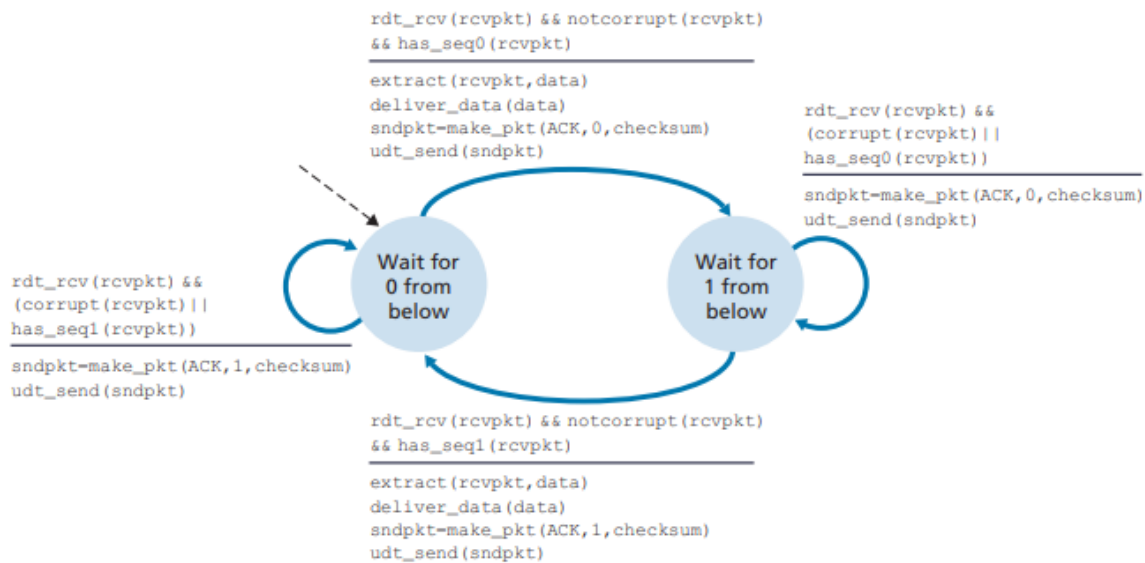 rdt_rcv(rcvpkt) && notcorrupt(rcvpkt)
&& has_seq0(rcvpkt)
extract(rcvpkt,data)
deliver_data(data)
sndpkt=make_pkt(ACK,0,checksum)
udt_send(sndpkt)
rdt_rcv(rcvpkt) &&
(corrupt(rcvpkt)||
has_seq0(rcvpkt))
sndpkt=make_pkt(ACK,0,checksum)
udt_send(sndpkt)
Wait for
0 from
below
Wait for
1 from
below
rdt_rcv(rcvpkt) &&
(corrupt(rcvpkt)||
has_seq1(rcvpkt))
sndpkt=make_pkt(ACK,1,checksum)
udt_send(sndpkt)
rdt_rcv(rcvpkt) && notcorrupt(rcvpkt)
&& has_seq1(rcvpkt)
extract(rcvpkt,data)
deliver_data(data)
sndpkt=make_pkt(ACK,1,checksum)
udt_send(sndpkt)